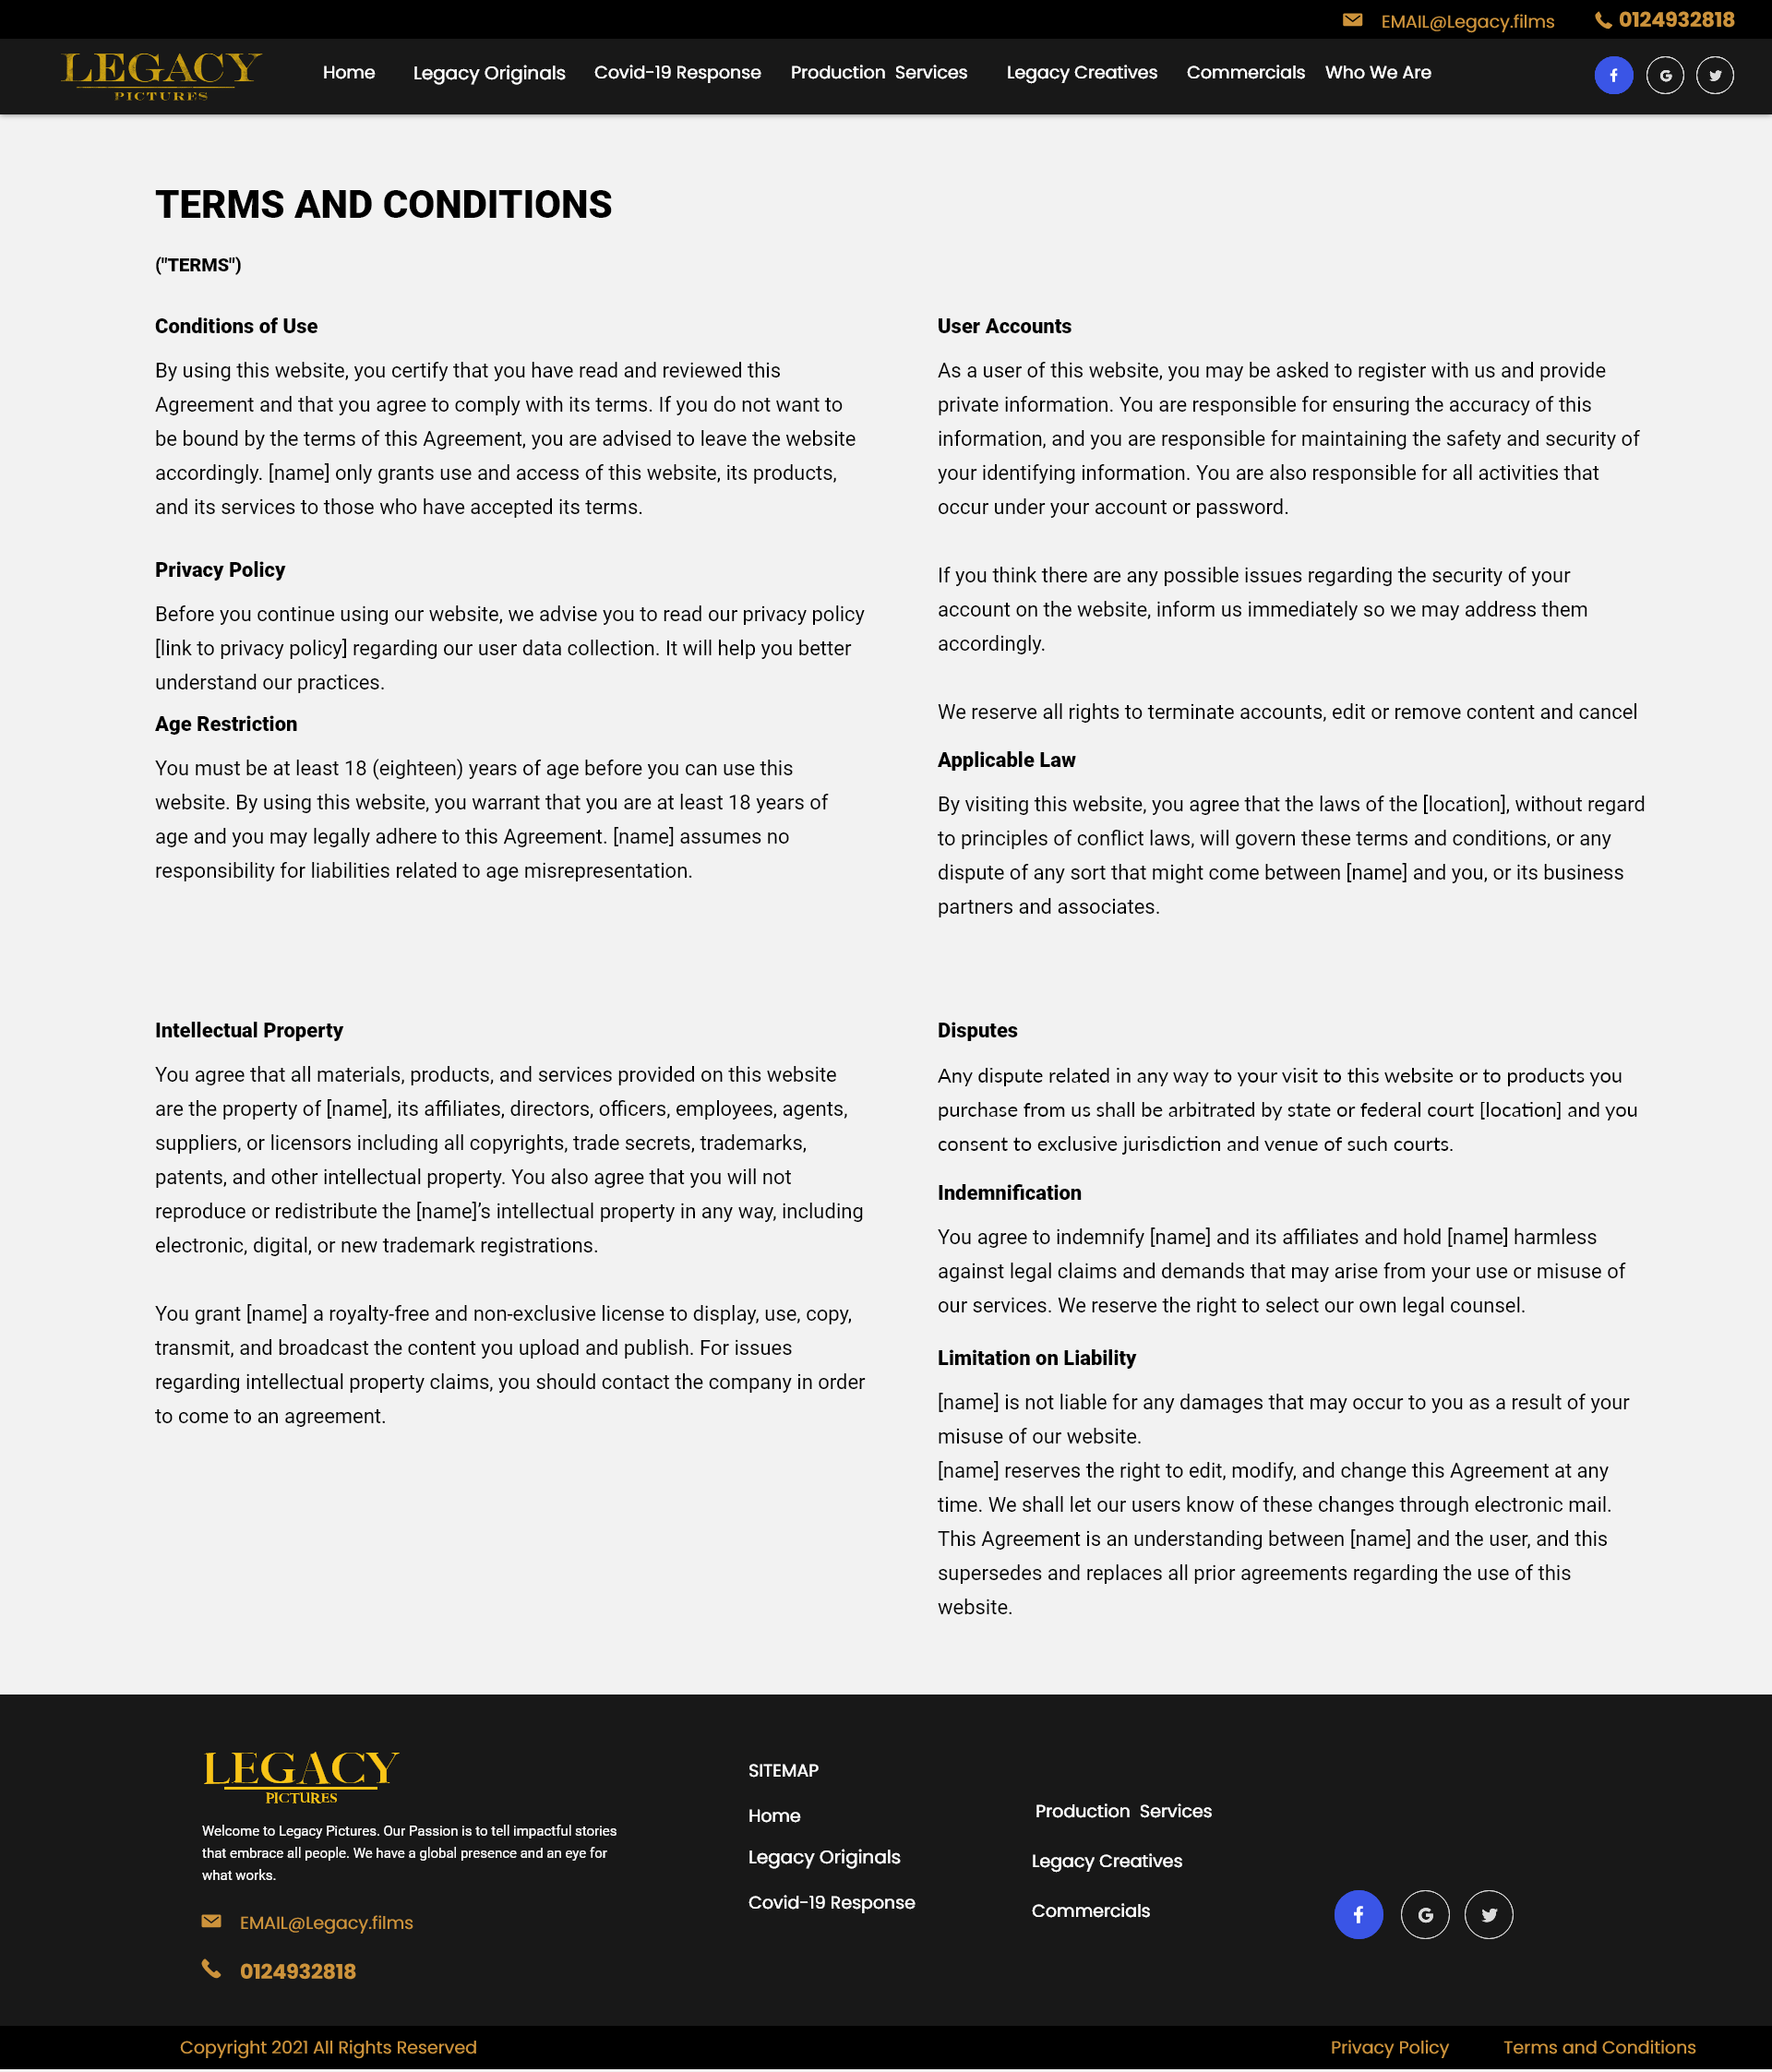 EMAIL@Legacy.films 0124932818
LEGACY
PICTURES
Home Legacy Originals Covid-19 Response Production Services Legacy Creatives Commercials Who We Are
TERMS AND CONDITIONS
("TERMS")
Conditions of Use
By using this website, you certify that you have read and reviewed this
Agreement and that you agree to comply with its terms. If you do not want to
be bound by the terms of this Agreement, you are advised to leave the website
accordingly. [name] only grants use and access of this website, its products,
and its services to those who have accepted its terms.
Privacy Policy
Before you continue using our website, we advise you to read our privacy policy
[link to privacy policy] regarding our user data collection. It will help you better
understand our practices.
Age Restriction
You must be at least 18 (eighteen) years of age before you can use this
website. By using this website, you warrant that you are at least 18 years of
age and you may legally adhere to this Agreement. [name] assumes no
responsibility for liabilities related to age misrepresentation.
User Accounts
As a user of this website, you may be asked to register with us and provide
private information. You are responsible for ensuring the accuracy of this
information, and you are responsible for maintaining the safety and security of
your identifying information. You are also responsible for all activities that
occur under your account or password.
If you think there are any possible issues regarding the security of your
account on the website, inform us immediately so we may address them
accordingly.
We reserve all rights to terminate accounts, edit or remove content and cancel
Applicable Law
By visiting this website, you agree that the laws of the [location], without regard
to principles of conflict laws, will govern these terms and conditions, or any
dispute of any sort that might come between [name] and you, or its business
partners and associates.
Intellectual Property
You agree that all materials, products, and services provided on this website
are the property of [name], its affiliates, directors, officers, employees, agents,
suppliers, or licensors including all copyrights, trade secrets, trademarks,
patents, and other intellectual property. You also agree that you will not
reproduce or redistribute the [name]’s intellectual property in any way, including
electronic, digital, or new trademark registrations.
You grant [name] a royalty-free and non-exclusive license to display, use, copy,
transmit, and broadcast the content you upload and publish. For issues
regarding intellectual property claims, you should contact the company in order
to come to an agreement.
Disputes
Any dispute related in any way to your visit to this website or to products you
purchase from us shall be arbitrated by state or federal court [location] and you
consent to exclusive jurisdiction and venue of such courts.
Indemnification
You agree to indemnify [name] and its affiliates and hold [name] harmless
against legal claims and demands that may arise from your use or misuse of
our services. We reserve the right to select our own legal counsel.
Limitation on Liability
[name] is not liable for any damages that may occur to you as a result of your
misuse of our website.
[name] reserves the right to edit, modify, and change this Agreement at any
time. We shall let our users know of these changes through electronic mail.
This Agreement is an understanding between [name] and the user, and this
supersedes and replaces all prior agreements regarding the use of this
website.
LEGACY
PICTURES
Welcome to Legacy Pictures. Our Passion is to tell impactful stories
that embrace all people. We have a global presence and an eye for
what works.
EMAIL@Legacy.films
0124932818
SITEMAP
Home
Legacy Originals
Covid-19 Response
Production Services
Legacy Creatives
Commercials
Copyright 2021 All Rights Reserved
Privacy Policy Terms and Conditions